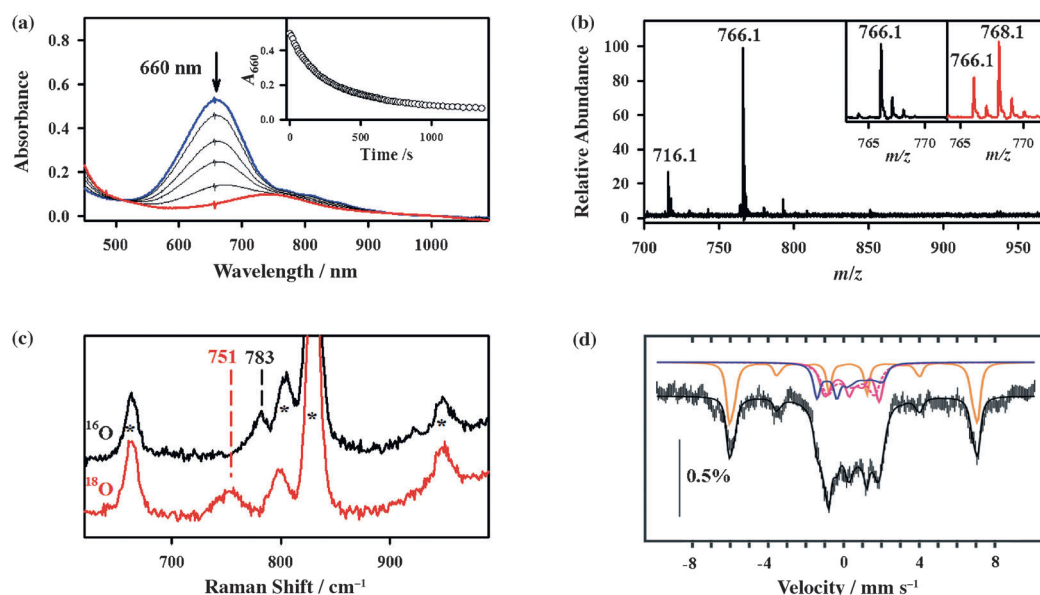 (a)
0.8
0.6
0.4
0.2
0.0
Absorbance
660 nm
0.4
0.2
0.0
A660
0 500 1000
Time /s
500 600 700 800 900 1000
Wavelength / nm
(b)
100
80
60
40
20
0
Relative Abundance
716.1
766.1
766.1
766.1
768.1
765 770
m/z
765 770
m/z
700 750 800 850 900 950
m/z
(c)
751 783
16O
18O
* * * *
700 800 900
Raman Shift / cm⁻¹
(d)
0.5%
-8 -4 0 4 8
Velocity / mm s⁻¹